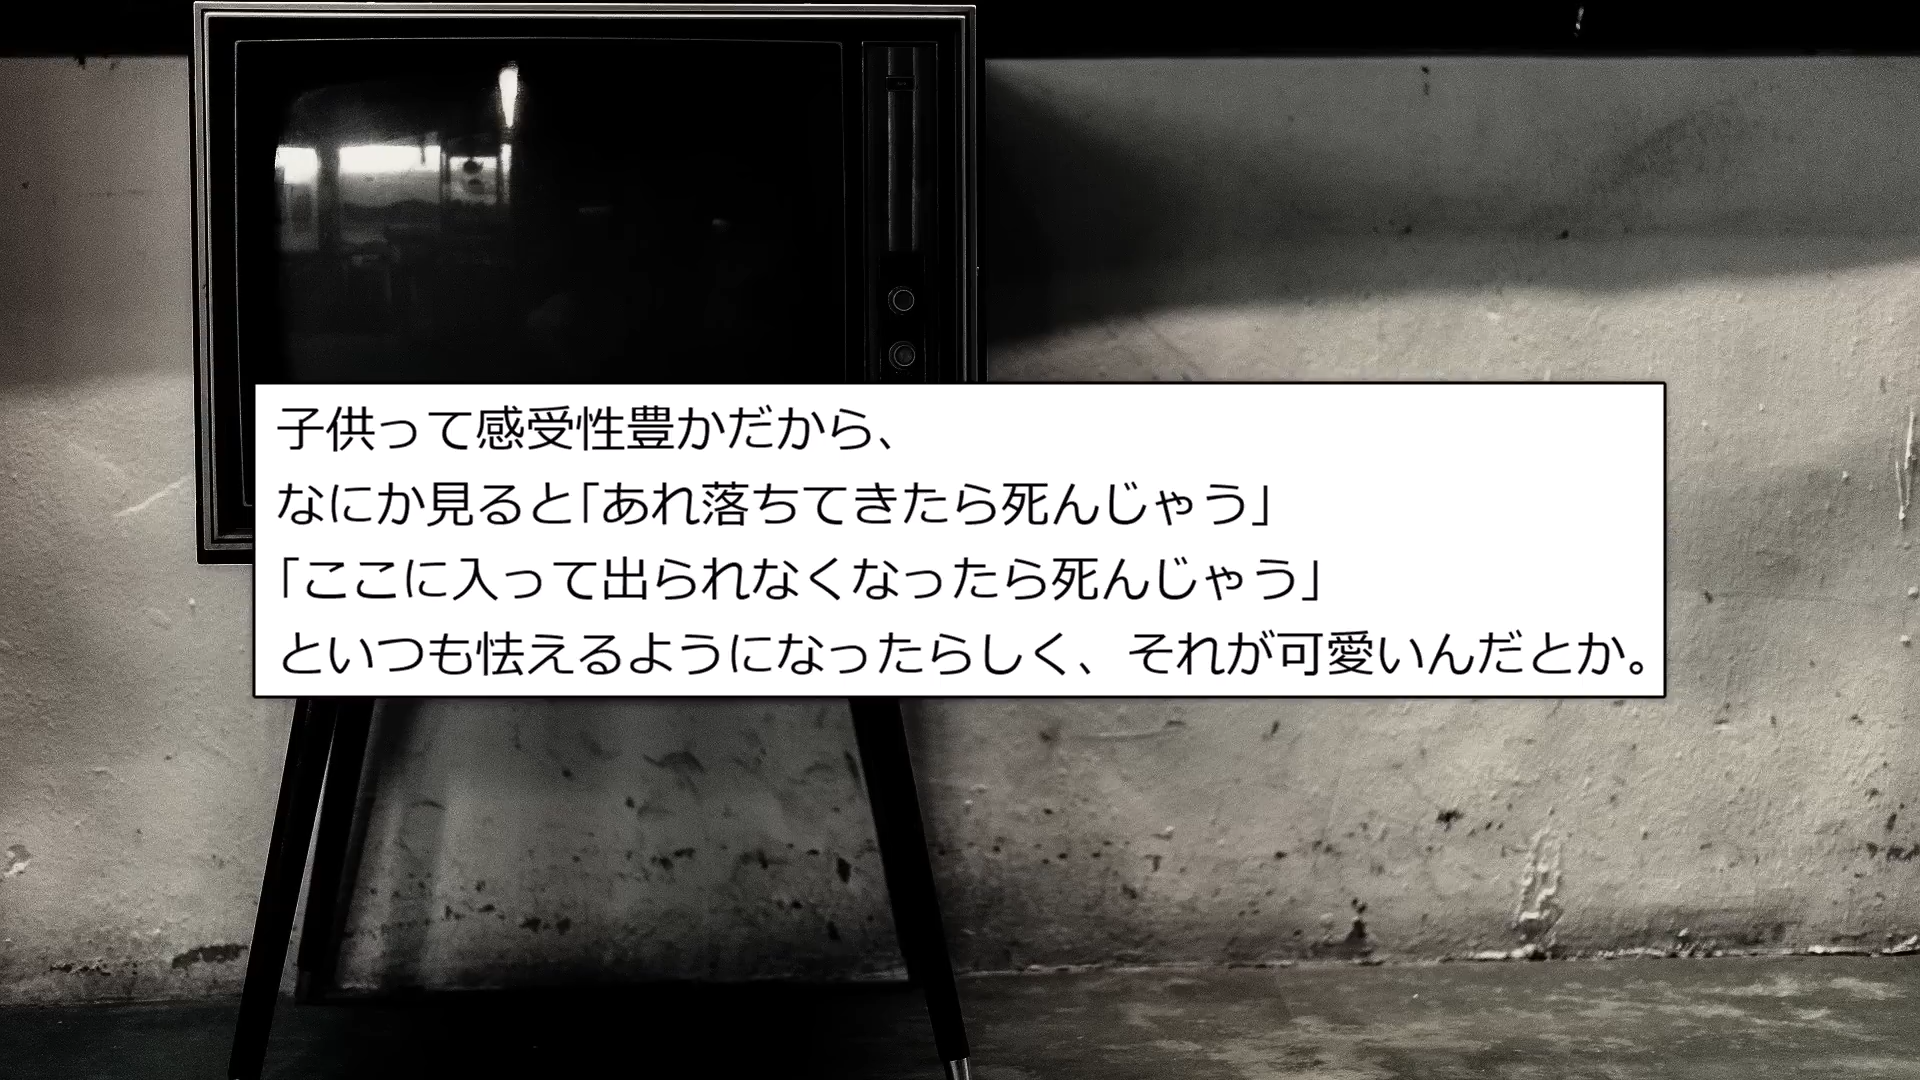 子供って感受性豊かだから、
なにか見ると「あれ落ちてきたら死んじゃう」
「ここに入って出られなくなったら死んじゃう」
といつも怯えるようになったらしく、それが可愛いんだとか。